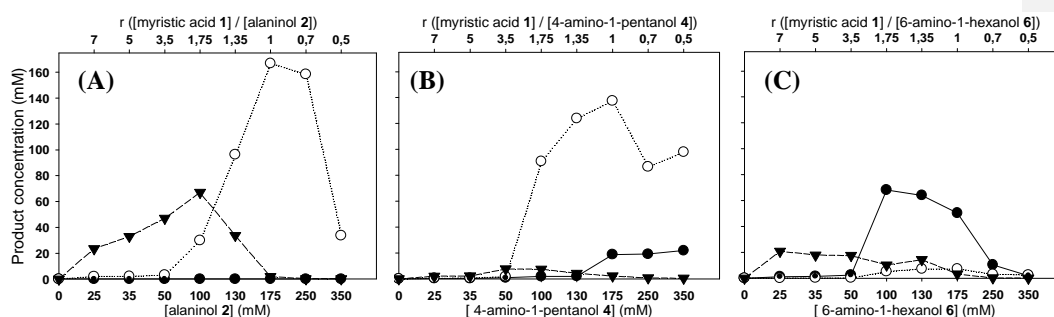 r ([myristic acid 1] / [alaninol 2])
7 5 3,5 1,75 1,35 1 0,7 0,5
r ([myristic acid 1] / [4-amino-1-pentanol 4])
7 5 3,5 1,75 1,35 1 0,7 0,5
r ([myristic acid 1] / [6-amino-1-hexanol 6])
7 5 3,5 1,75 1,35 1 0,7 0,5
(A)
(B)
(C)
Product concentration (mM)
160
140
120
100
80
60
40
20
0
0 25 35 50 100 130 175 250 350
[alaninol 2] (mM)
0 25 35 50 100 130 175 250 350
[ 4-amino-1-pentanol 4] (mM)
0 25 35 50 100 130 175 250 350
[ 6-amino-1-hexanol 6] (mM)